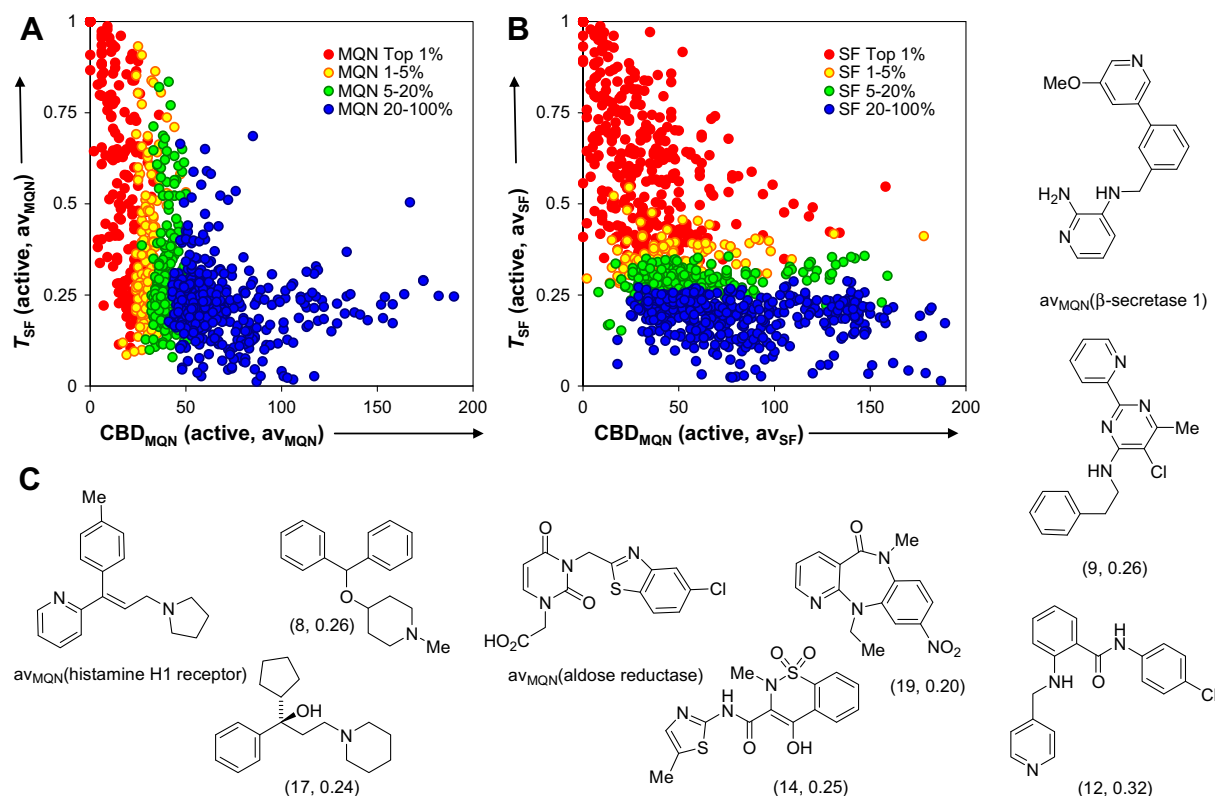 A
1
0.75
0.5
0.25
0
T_SF (active, av_MQN)
MQN Top 1%
MQN 1-5%
MQN 5-20%
MQN 20-100%
0 50 100 150 200
CBD_MQN (active, av_MQN)
B
1
0.75
0.5
0.25
0
T_SF (active, av_SF)
SF Top 1%
SF 1-5%
SF 5-20%
SF 20-100%
0 50 100 150 200
CBD_MQN (active, av_SF)
N
MeO
NH₂
HN
N
av_MQN(β-secretase 1)
N
N
N
Me
HN
Cl
(9, 0.26)
H
N
O
NH
Cl
N
(12, 0.32)
C
Me
N
N
av_MQN(histamine H1 receptor)
O
N
Me
(8, 0.26)
OH
N
(17, 0.24)
O
N
N
O
N
S
Cl
HO₂C
av_MQN(aldose reductase)
O
Me
N
N
N
NO₂
Et
(19, 0.20)
O O
S
Me
N
N
NH
S
O
OH
Me
(14, 0.25)